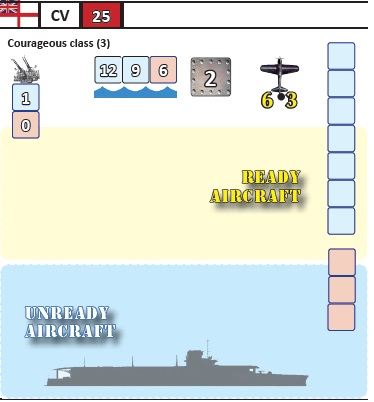 CV 25
Courageous class (3)
12 9 6 2 6 3
1
0
READY
AIRCRAFT
UNREADY
AIRCRAFT